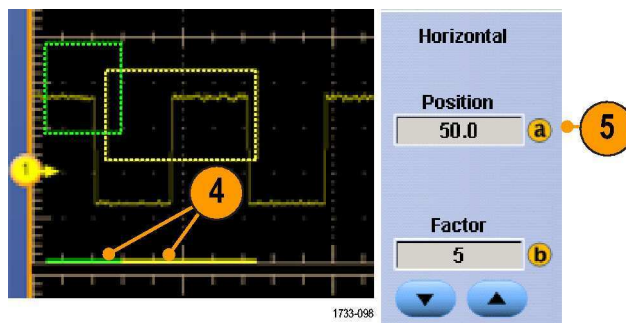 1
4
1733-098
Horizontal
Position
50.0 a
5
Factor
5 b